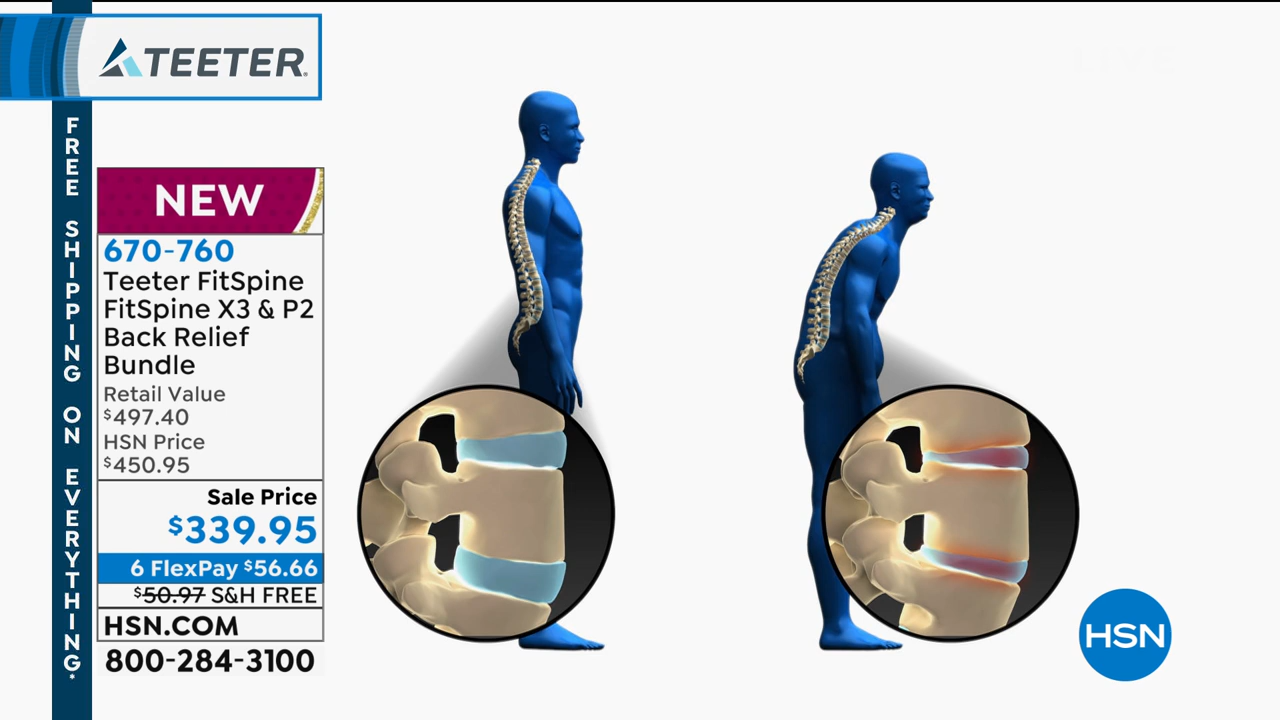 TEETER
FREE SHIPPING ON EVERYTHING*
NEW
670-760
Teeter FitSpine
FitSpine X3 & P2
Back Relief
Bundle
Retail Value
$497.40
HSN Price
$450.95
Sale Price
$339.95
6 FlexPay $56.66
$50.97 S&H FREE
HSN.COM
800-284-3100
LIVE
HSN